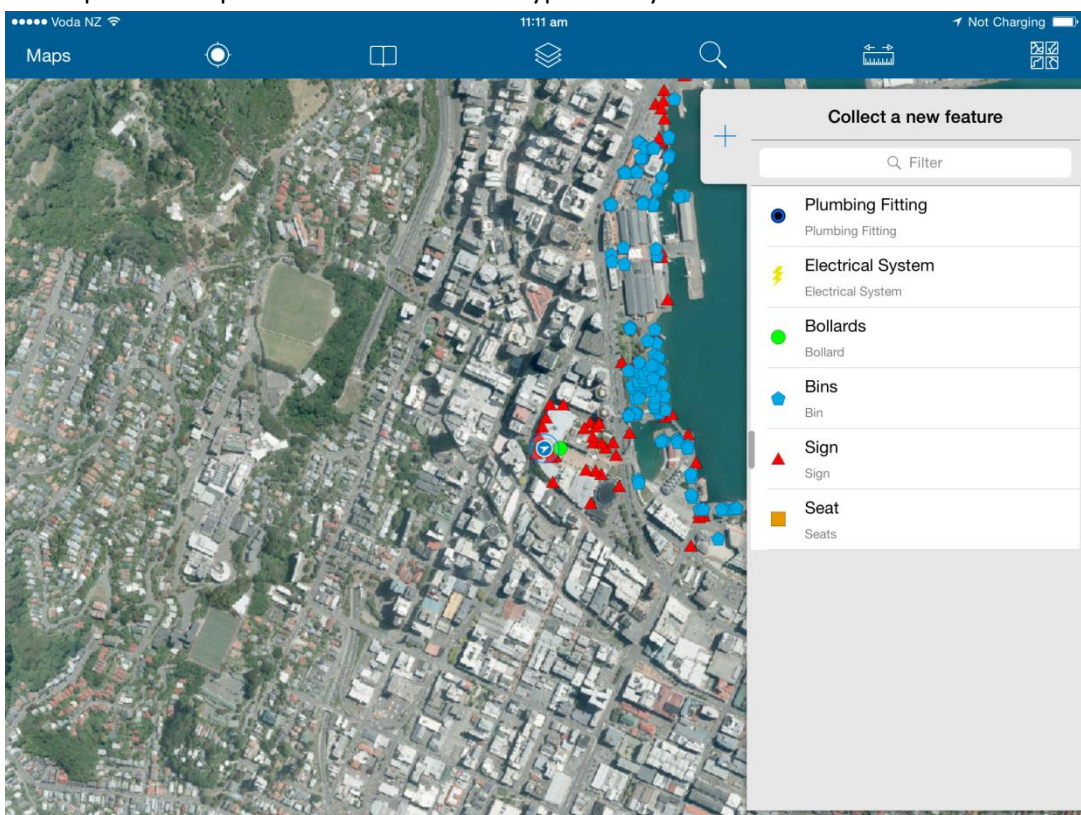 Voda NZ
11:11 am
Not Charging
Maps
Collect a new feature
Filter
Plumbing Fitting
Plumbing Fitting
Electrical System
Electrical System
Bollards
Bollard
Bins
Bin
Sign
Sign
Seat
Seats